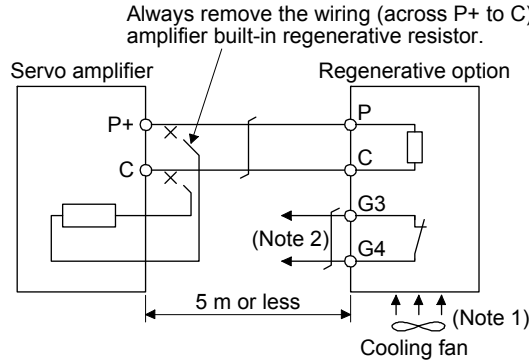 Always remove the wiring (across P+ to C)
amplifier built-in regenerative resistor.
Servo amplifier
Regenerative option
P+
P
C
C
G3
(Note 2)
G4
5 m or less
(Note 1)
Cooling fan